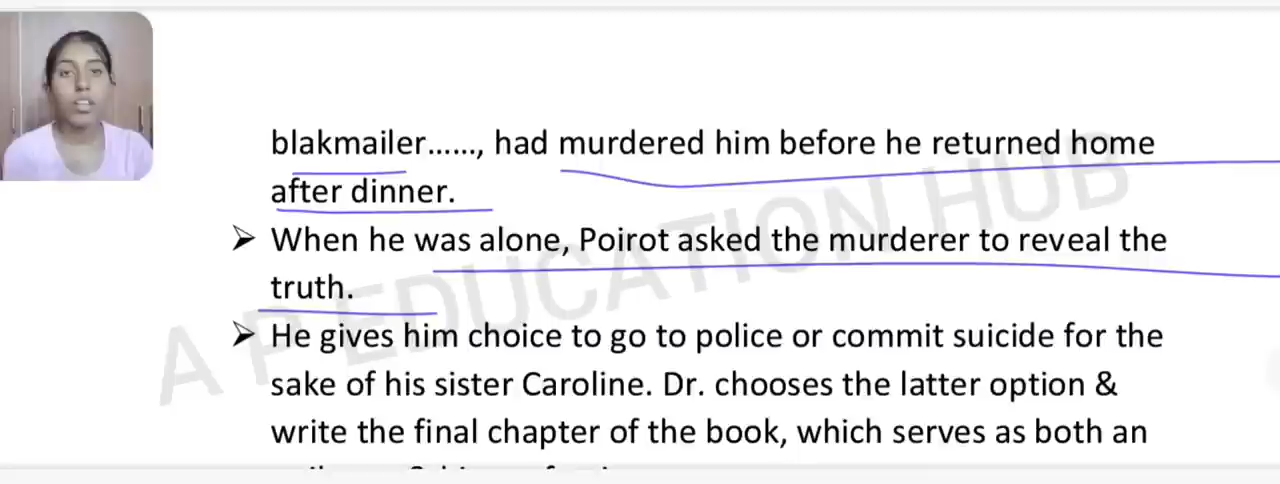 blakmailer......, had murdered him before he returned home
after dinner.
➢ When he was alone, Poirot asked the murderer to reveal the
truth.
➢ He gives him choice to go to police or commit suicide for the
sake of his sister Caroline. Dr. chooses the latter option &
write the final chapter of the book, which serves as both an
A P EDUCATION HUB